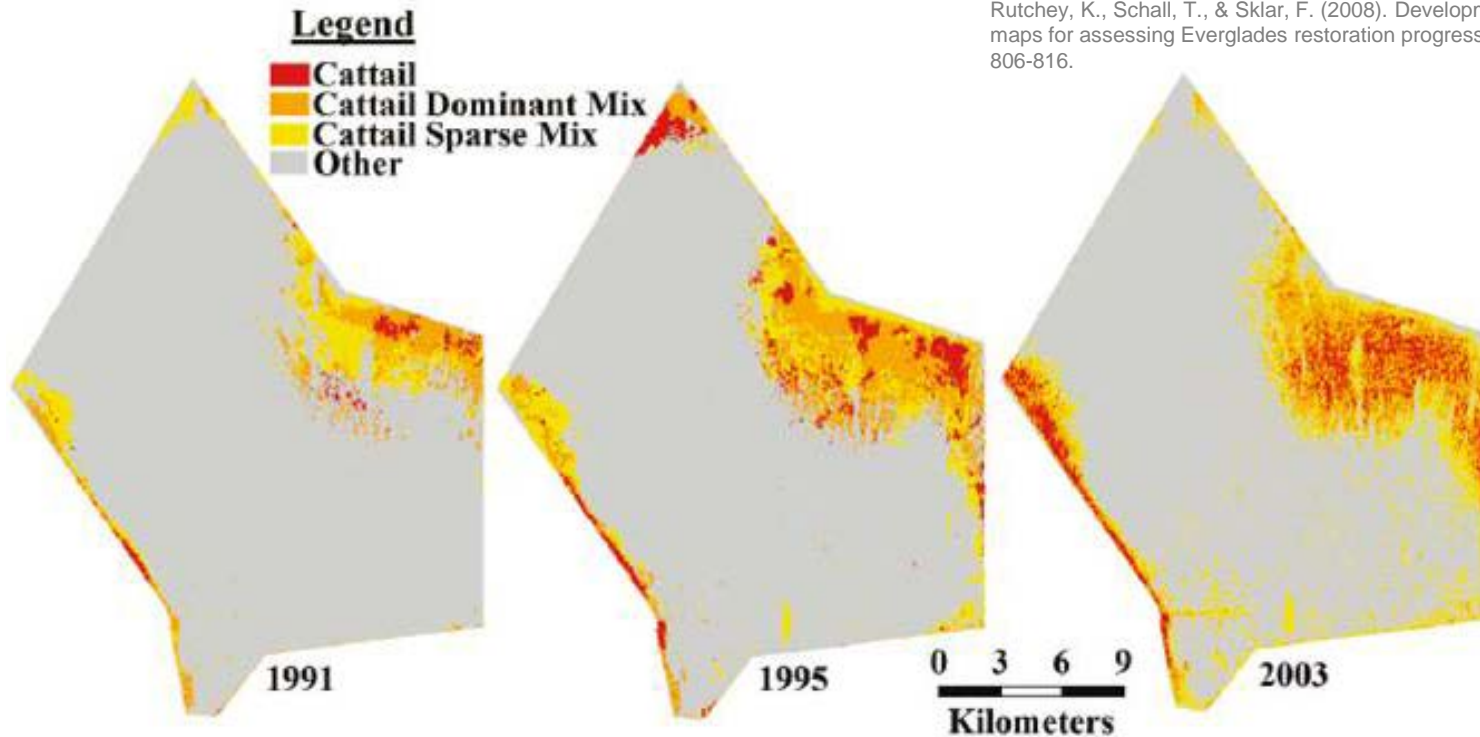 Rutchey, K., Schall, T., & Sklar, F. (2008).
maps for assessing Everglades restoration progress
806-816.
Legend
Cattail
Cattail Dominant Mix
Cattail Sparse Mix
Other
1991
1995
2003
0 3 6 9
Kilometers